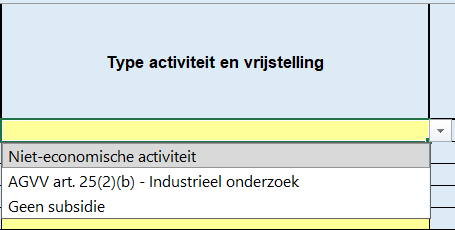 Type activiteit en vrijstelling
Niet-economische activiteit
AGVV art. 25(2)(b) - Industrieel onderzoek
Geen subsidie